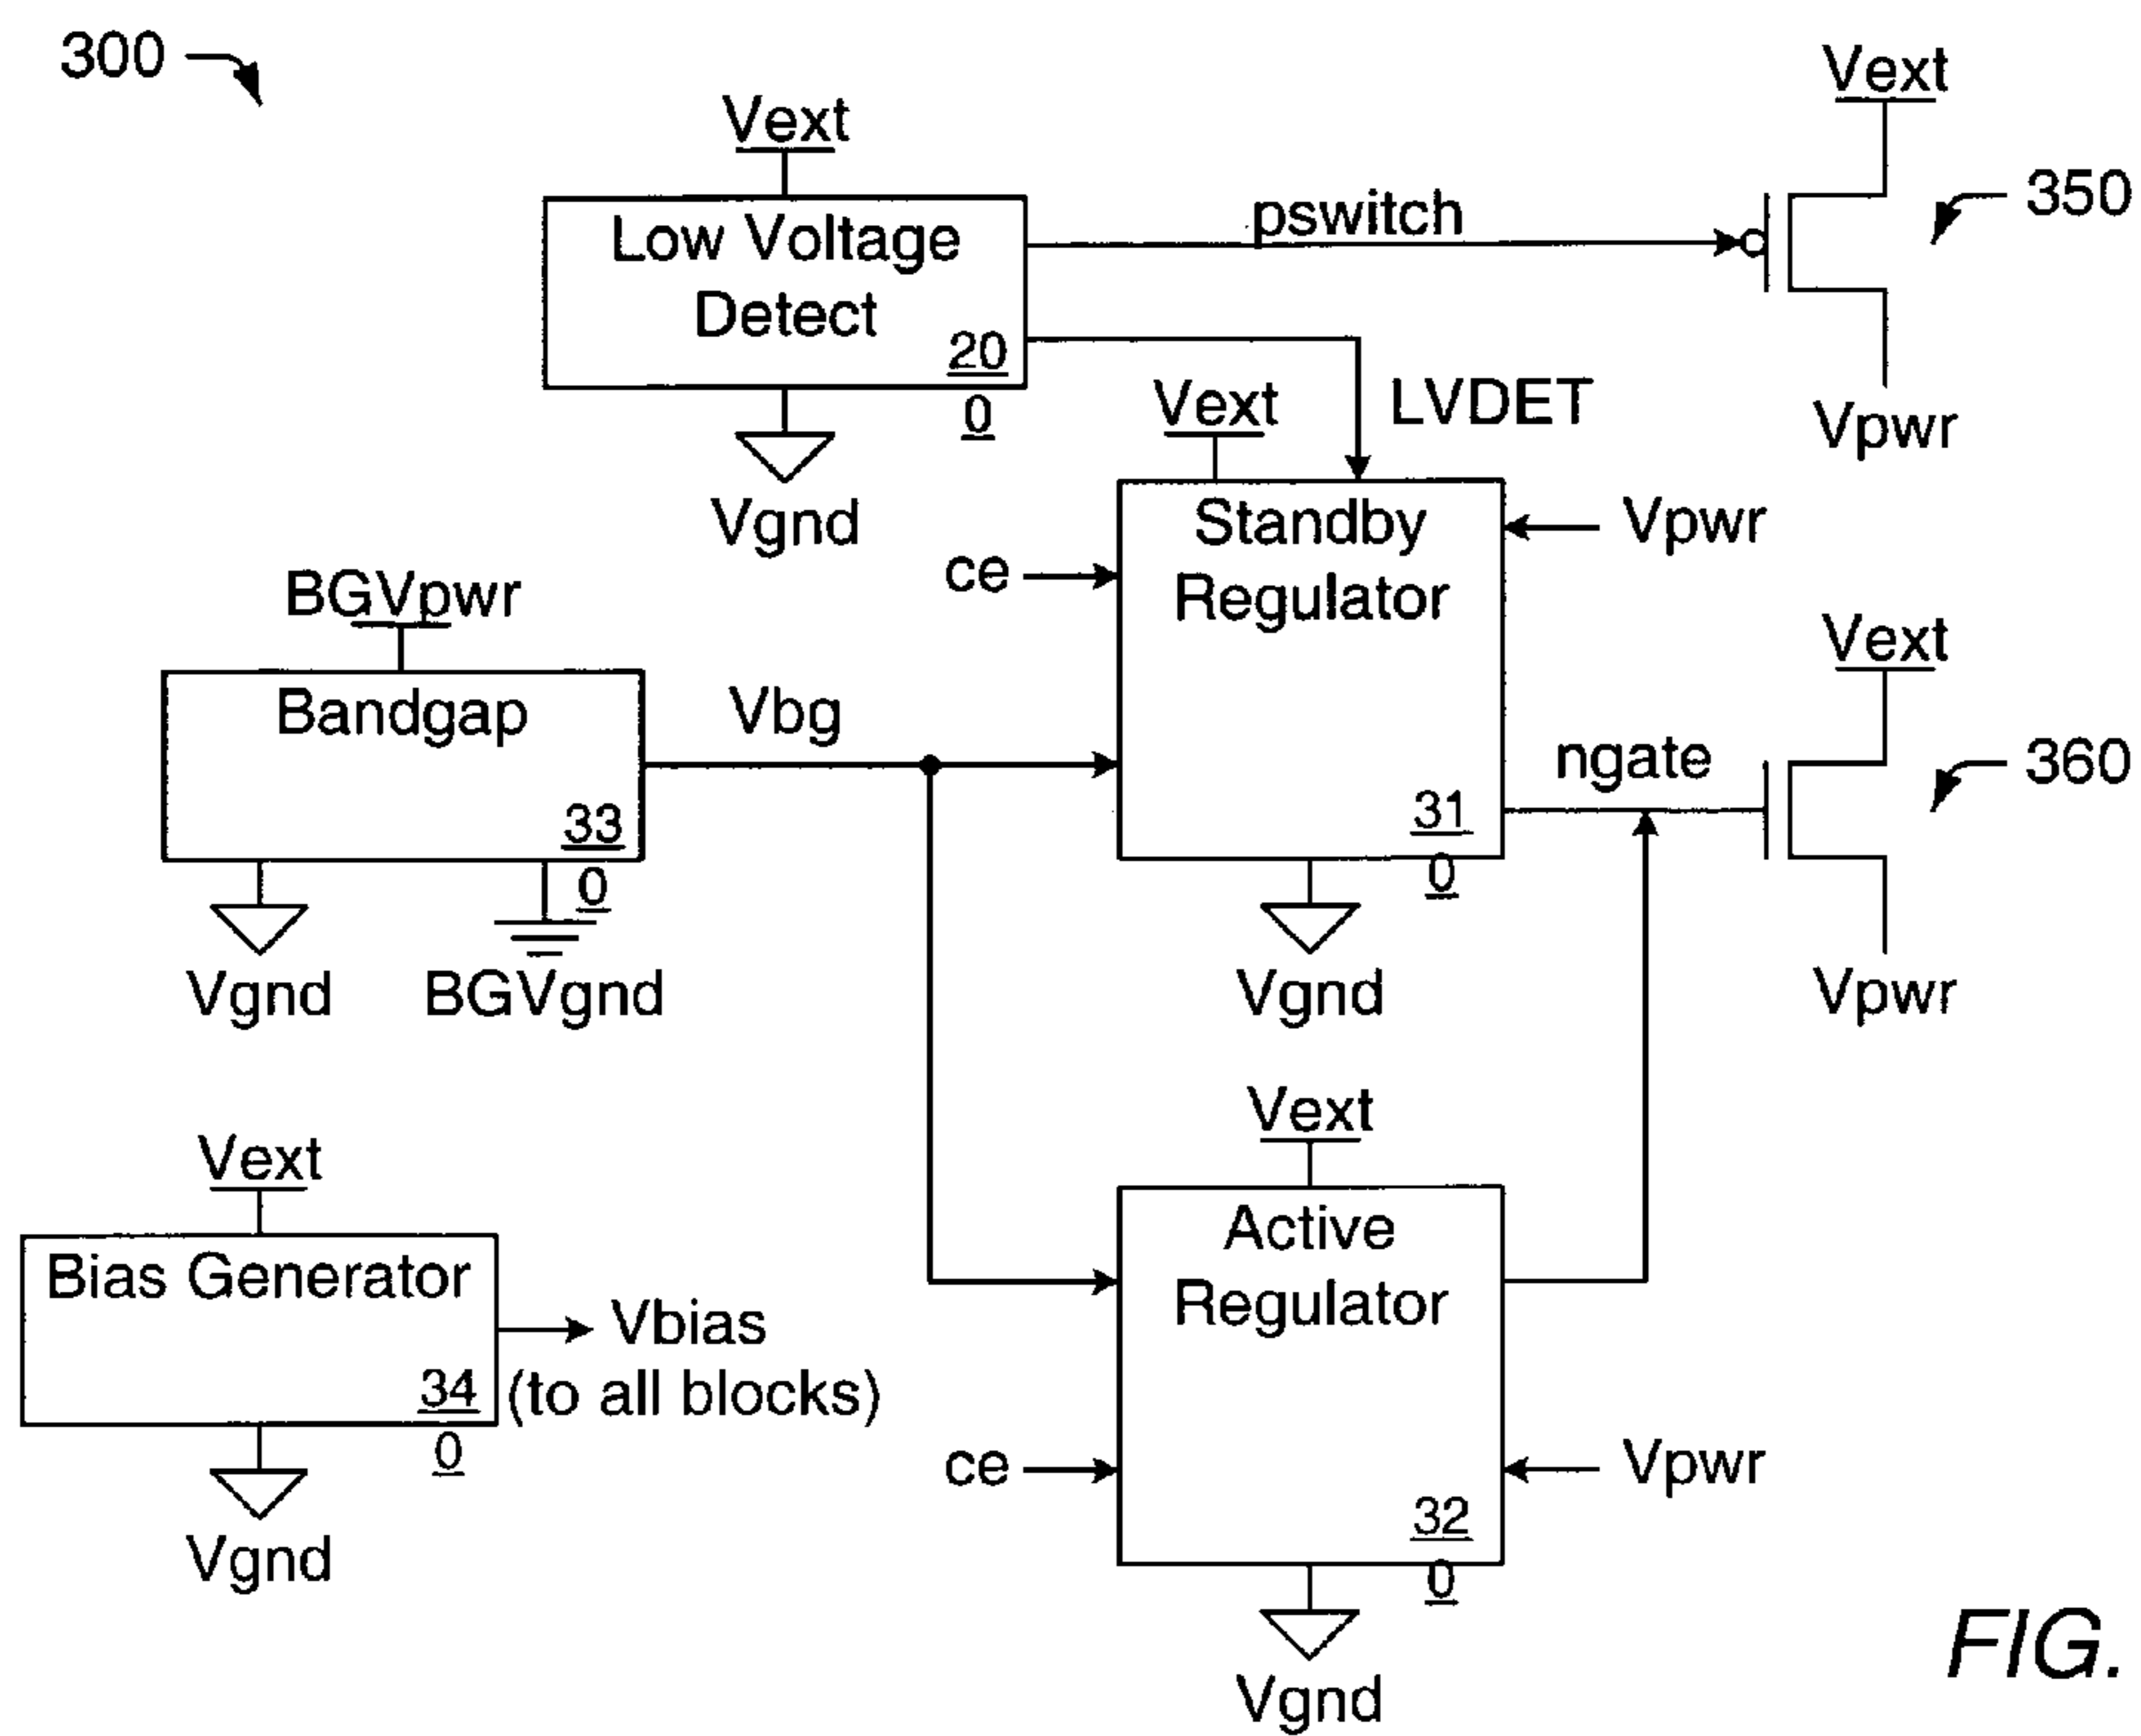 300
Vext
Low Voltage
Detect
20
0
Vgnd
pswitch
Vext
350
Vpwr
LVDET
Vext
Standby
Regulator
31
0
Vpwr
ce
Vgnd
BGVpwr
Bandgap
33
0
Vgnd
BGVgnd
Vbg
ngate
Vext
360
Vpwr
Vext
Bias Generator
34
0
Vgnd
Vbias
(to all blocks)
Vext
Active
Regulator
32
0
ce
Vpwr
Vgnd
FIG.